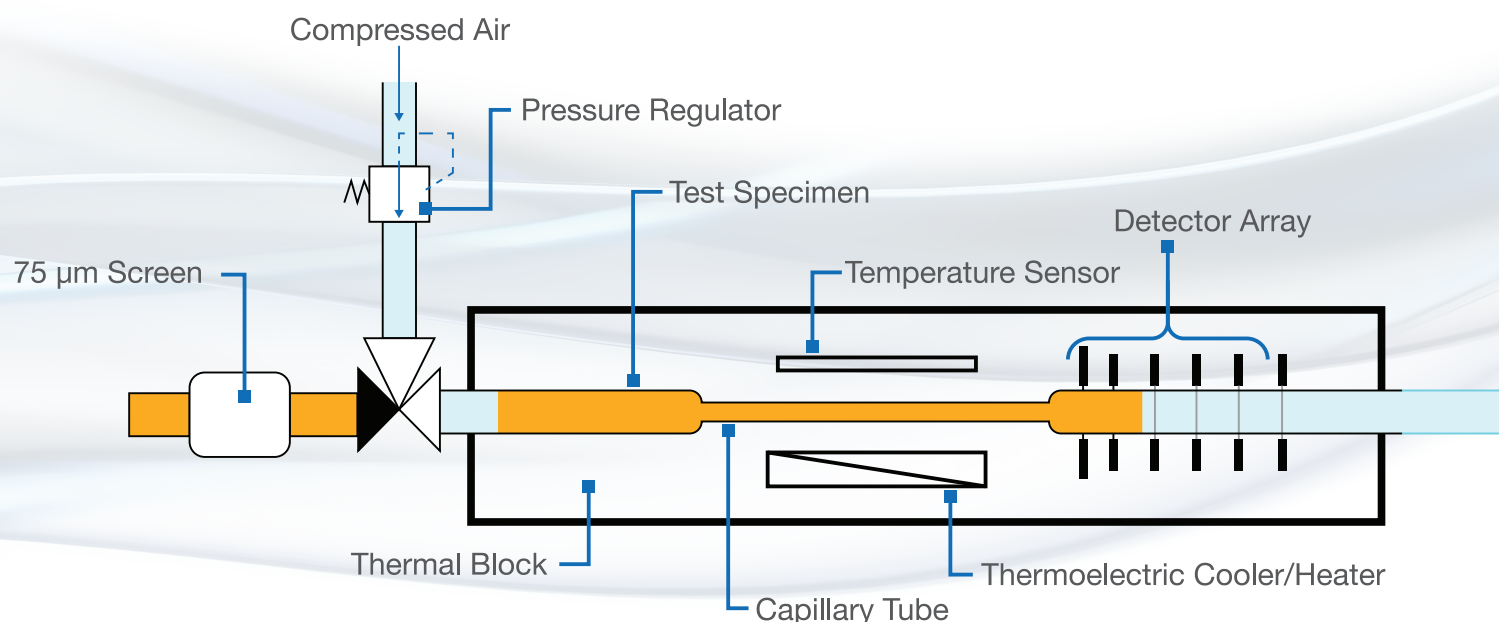 Compressed Air
Pressure Regulator
Test Specimen
Detector Array
75 µm Screen
Temperature Sensor
Thermal Block
Thermoelectric Cooler/Heater
Capillary Tube